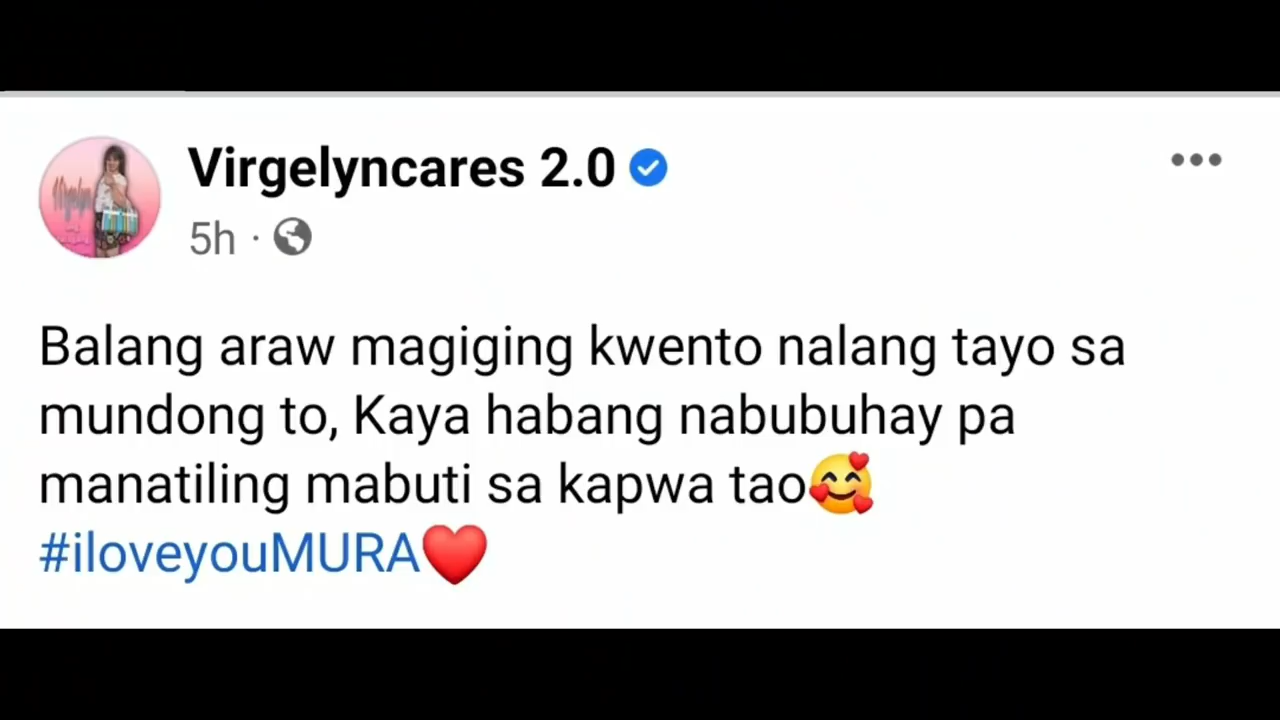 Virgelyncares 2.0
5h ·
Balang araw magiging kwento nalang tayo sa
mundong to, Kaya habang nabubuhay pa
manatiling mabuti sa kapwa tao🥰
#iloveyouMURA❤️